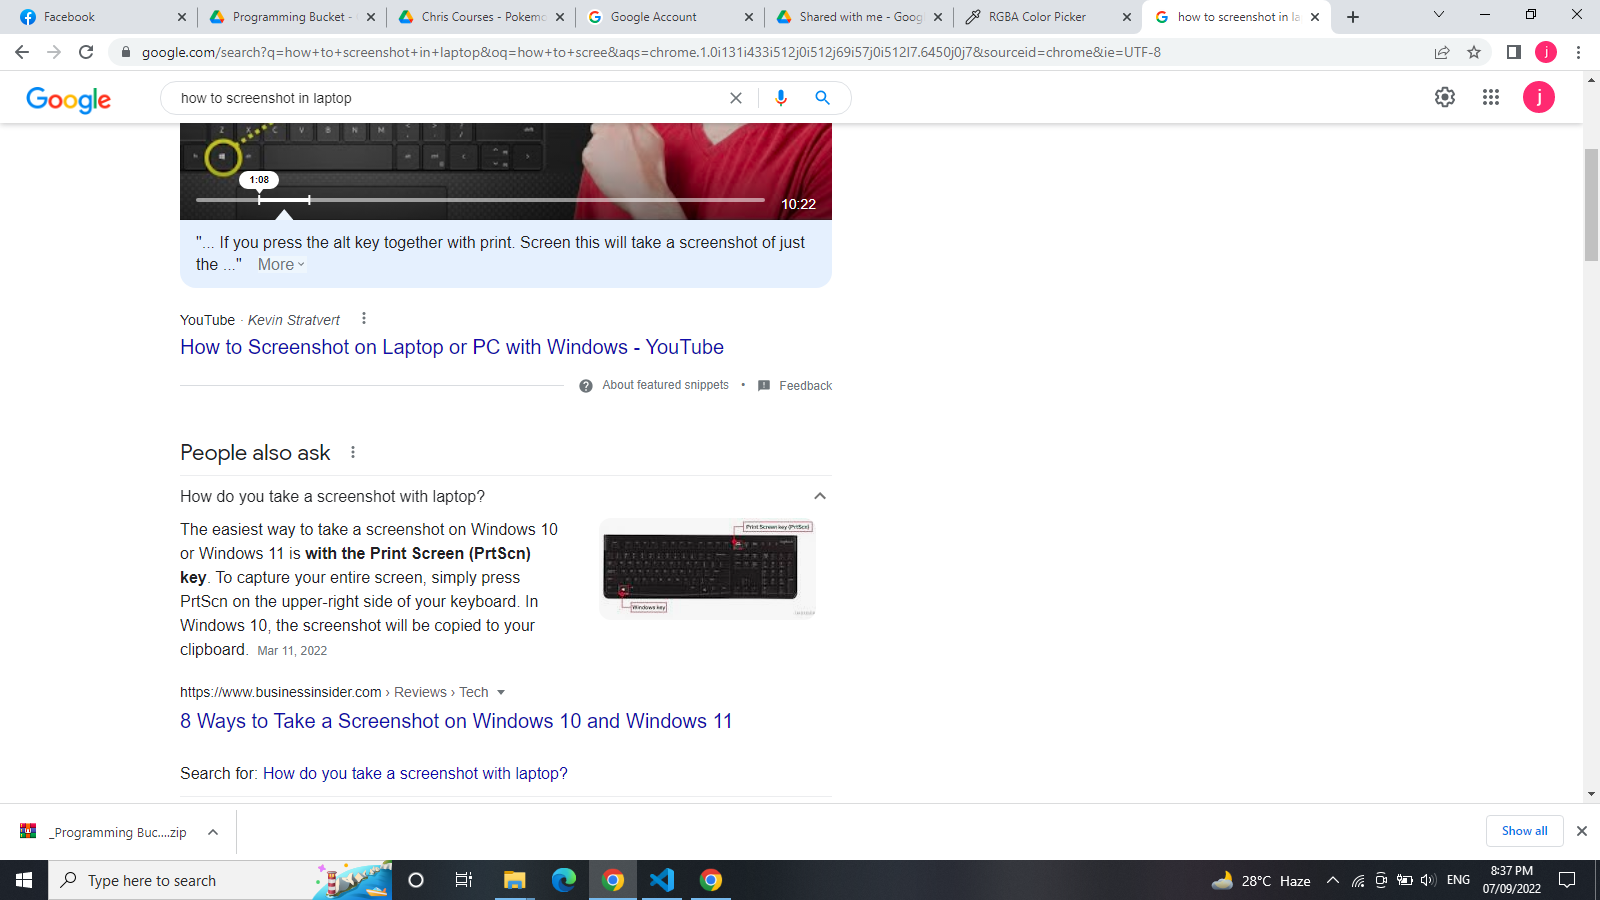 Facebook
Programming Bucket -
Chris Courses - Pokemo
Google Account
Shared with me - Goog
RGBA Color Picker
how to screenshot in la
google.com/search?q=how+to+screenshot+in+laptop&oq=how+to+scree&aqs=chrome.1.0i131i433i512j0i512j69i57j0i512l7.6450j0j7&sourceid=chrome&ie=UTF-8
j
Google
how to screenshot in laptop
j
Z X C V B N M
1:08
10:22
"... If you press the alt key together with print. Screen this will take a screenshot of just
the ..." More
YouTube · Kevin Stratvert
How to Screenshot on Laptop or PC with Windows - YouTube
About featured snippets • Feedback
People also ask
How do you take a screenshot with laptop?
The easiest way to take a screenshot on Windows 10
or Windows 11 is with the Print Screen (PrtScn)
key. To capture your entire screen, simply press
PrtScn on the upper-right side of your keyboard. In
Windows 10, the screenshot will be copied to your
clipboard. Mar 11, 2022
Print Screen key (PrtScn)
Windows key
https://www.businessinsider.com › Reviews › Tech
8 Ways to Take a Screenshot on Windows 10 and Windows 11
Search for: How do you take a screenshot with laptop?
_Programming Buc....zip
Show all
Type here to search
28°C Haze
ENG
8:37 PM
07/09/2022